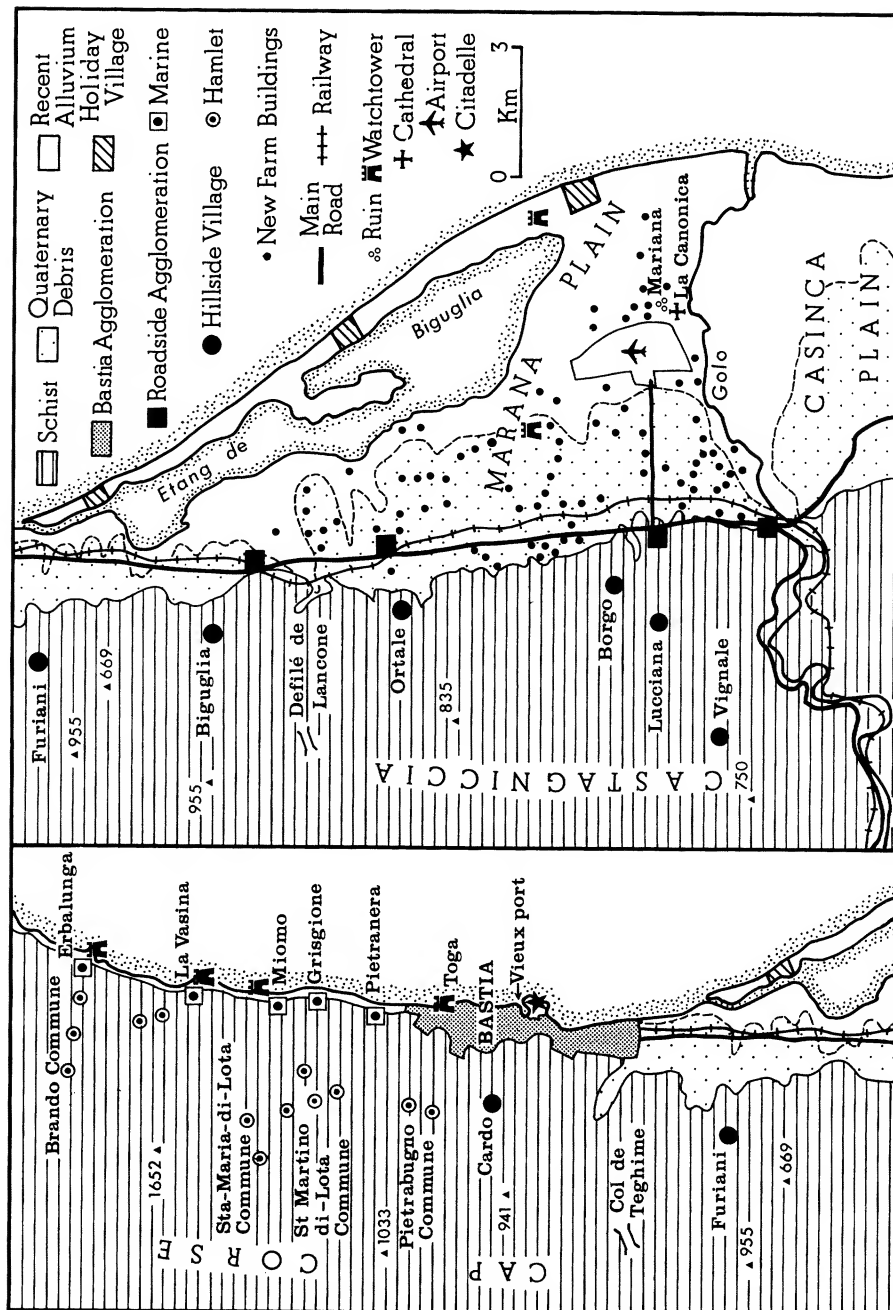 Schist
Quaternary
Debris
Recent
Alluvium
Bastia Agglomeration
Holiday
Village
Roadside Agglomeration
Marine
Hillside Village
Hamlet
New Farm Buildings
Main
Road
Railway
Ruin
Watchtower
Cathedral
Airport
Citadelle
0
Km
3
Erbalunga
Brando Commune
La Vasina
1652
Miomo
Sta-Maria-di-Lota
Commune
Grisgione
St Martino
di-Lota
Commune
Pietranera
1033
Toga
Pietrabugno
Commune
BASTIA
Vieux port
Cardo
941
CAP
CORSE
Col de
Teghime
Furiani
669
955
Furiani
955
669
Biguglia
955
Etang de
Biguglia
Defilé de
Lancone
Ortale
835
MARANA
PLAIN
CASTAGNICCIA
Borgo
Lucciana
Mariana
La Canonica
Vignale
Golo
750
CASINCA
PLAIN